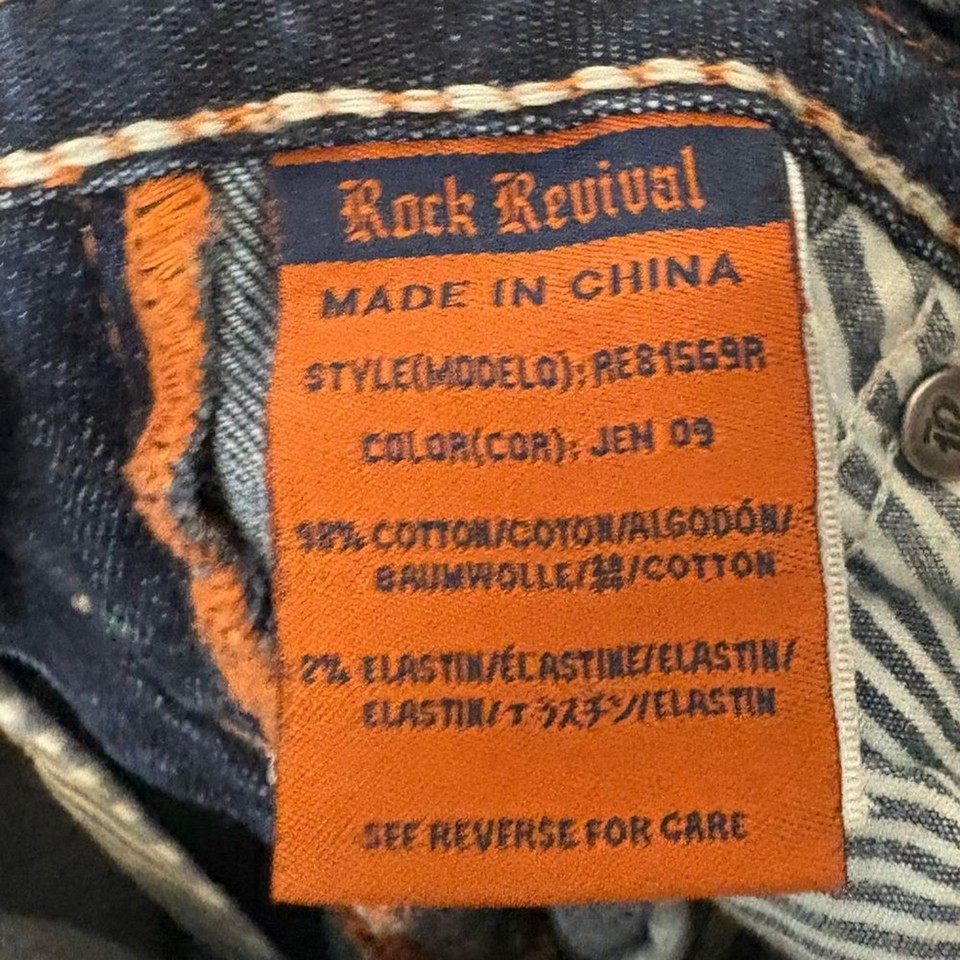 Rock Revival
MADE IN CHINA
STYLE(MODELO): RE81569R
COLOR(COR): JEN 09
98% COTTON/COTON/ALGODÓN/
BAUMWOLLE/綿/COTTON
2% ELASTIN/ÉLASTINE/ELASTIN/
ELASTIN/エラスチン/ELASTIN
SEE REVERSE FOR CARE